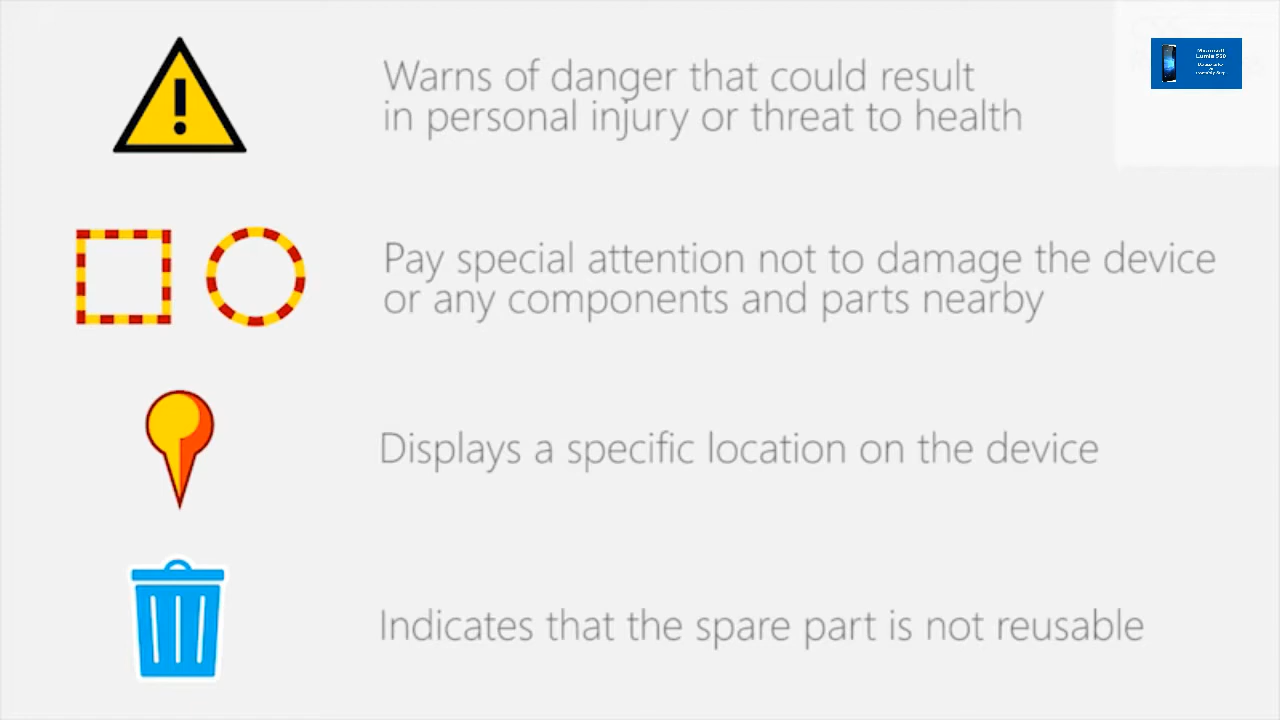 Warns of danger that could result
in personal injury or threat to health
Microsoft
Pay special attention not to damage the device
or any components and parts nearby
Displays a specific location on the device
Indicates that the spare part is not reusable